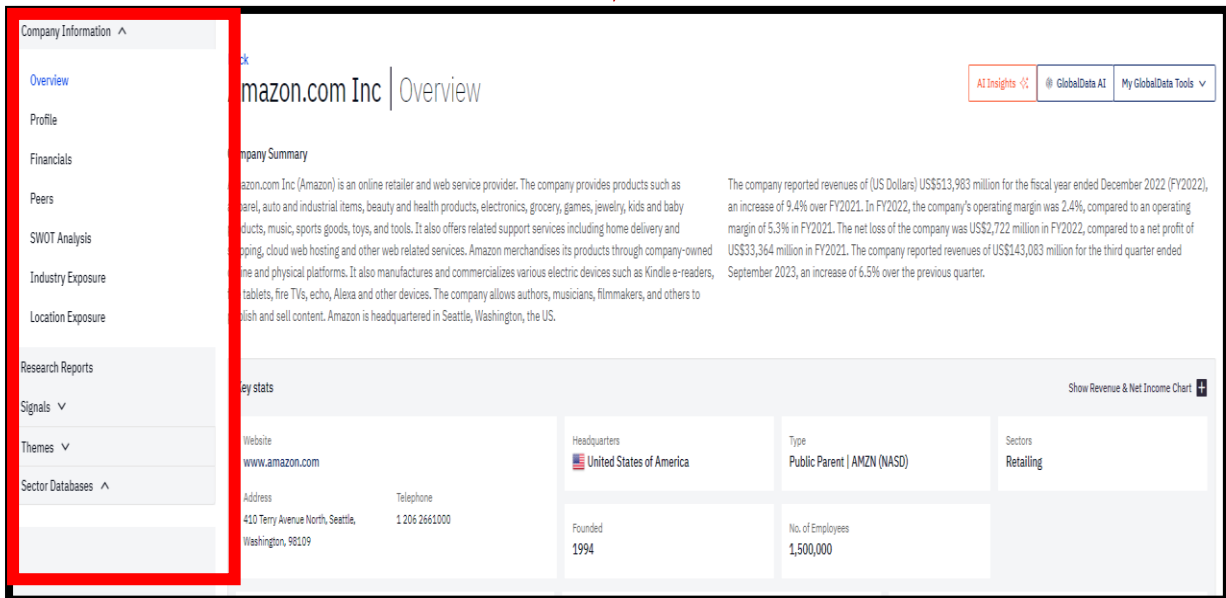 Company Information
Overview
Profile
Financials
Peers
SWOT Analysis
Industry Exposure
Location Exposure
Research Reports
Signals
Themes
Sector Databases
ck
mazon.com Inc | Overview
AI Insights
GlobalData AI
My GlobalData Tools
mpany Summary
azon.com Inc (Amazon) is an online retailer and web service provider. The company provides products such as
arel, auto and industrial items, beauty and health products, electronics, grocery, games, jewelry, kids and baby
ducts, music, sports goods, toys, and tools. It also offers related support services including home delivery and
pping, cloud web hosting and other web related services. Amazon merchandises its products through company-owned
ine and physical platforms. It also manufactures and commercializes various electric devices such as Kindle e-readers,
tablets, fire TVs, echo, Alexa and other devices. The company allows authors, musicians, filmmakers, and others to
lish and sell content. Amazon is headquartered in Seattle, Washington, the US.
The company reported revenues of (US Dollars) US$513,983 million for the fiscal year ended December 2022 (FY2022),
an increase of 9.4% over FY2021. In FY2022, the company's operating margin was 2.4%, compared to an operating
margin of 5.3% in FY2021. The net loss of the company was US$2,722 million in FY2022, compared to a net profit of
US$33,364 million in FY2021. The company reported revenues of US$143,083 million for the third quarter ended
September 2023, an increase of 6.5% over the previous quarter.
ey stats
Show Revenue & Net Income Chart
Website
www.amazon.com
Address
410 Terry Avenue North, Seattle,
Washington, 98109
Telephone
1 206 2661000
Headquarters
United States of America
Type
Public Parent | AMZN (NASD)
Sectors
Retailing
Founded
1994
No. of Employees
1,500,000